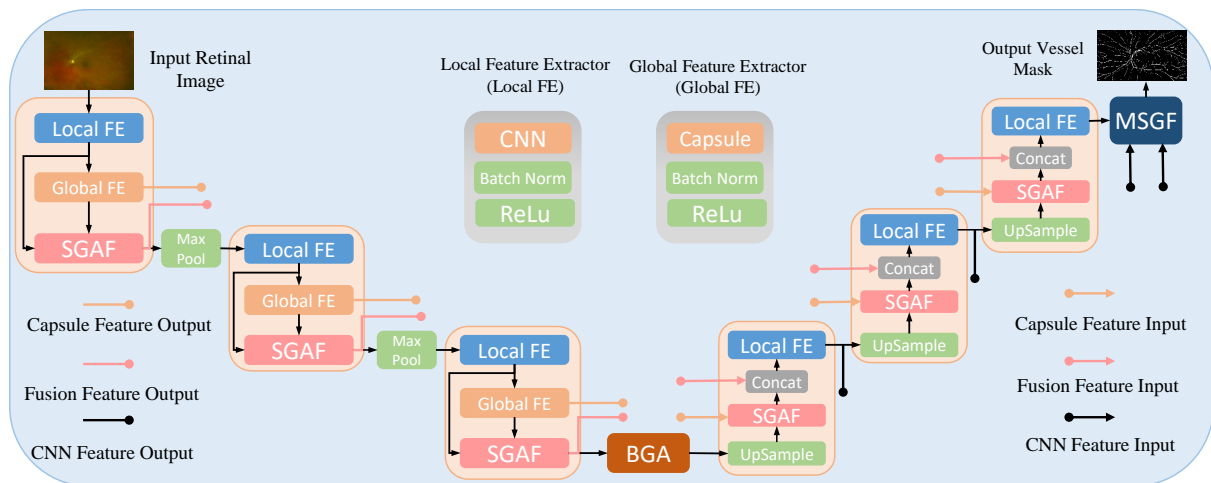 Input Retinal
Image
Local FE
Global FE
SGAF
Max
Pool
Local FE
Global FE
SGAF
Max
Pool
Local FE
Global FE
SGAF
BGA
Local Feature Extractor
(Local FE)
CNN
Batch Norm
ReLu
Global Feature Extractor
(Global FE)
Capsule
Batch Norm
ReLu
Local FE
Concat
SGAF
UpSample
Local FE
Concat
SGAF
UpSample
Local FE
Concat
SGAF
UpSample
Output Vessel
Mask
MSGF
Capsule Feature Output
Fusion Feature Output
CNN Feature Output
Capsule Feature Input
Fusion Feature Input
CNN Feature Input